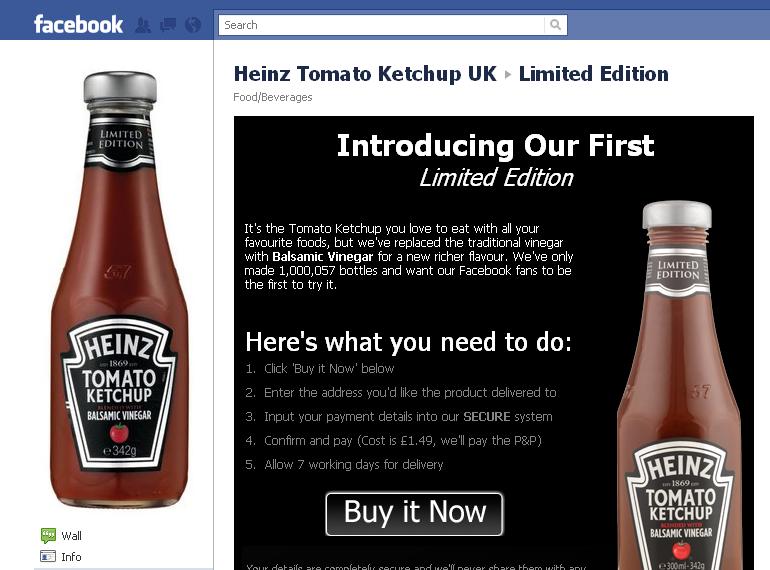 facebook
Search
Heinz Tomato Ketchup UK ▸ Limited Edition
Food/Beverages
LIMITED
EDITION
57
HEINZ
ESTD 1869
TOMATO
KETCHUP
BLENDED WITH
BALSAMIC VINEGAR
e342g
Wall
Info
Introducing Our First
Limited Edition
It's the Tomato Ketchup you love to eat with all your
favourite foods, but we've replaced the traditional vinegar
with Balsamic Vinegar for a new richer flavour. We've only
made 1,000,057 bottles and want our Facebook fans to be
the first to try it.
Here's what you need to do:
1. Click 'Buy it Now' below
2. Enter the address you'd like the product delivered to
3. Input your payment details into our SECURE system
4. Confirm and pay (Cost is £1.49, we'll pay the P&P)
5. Allow 7 working days for delivery
Buy it Now
Your details are completely secure and we'll never share them with any
LIMITED
EDITION
57
HEINZ
1869
TOMATO
KETCHUP
BLENDED WITH
BALSAMIC VINEGAR
e300ml-342g